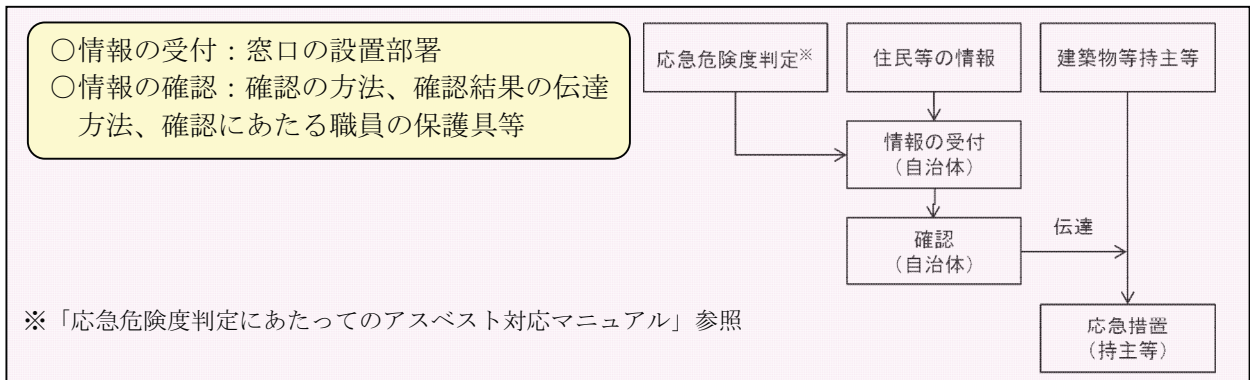 ○情報の受付：窓口の設置部署
○情報の確認：確認の方法、確認結果の伝達
方法、確認にあたる職員の保護具等
応急危険度判定※
住民等の情報
建築物等持主等
情報の受付
（自治体）
確認
（自治体）
伝達
応急措置
（持主等）
※「応急危険度判定にあたってのアスベスト対応マニュアル」参照